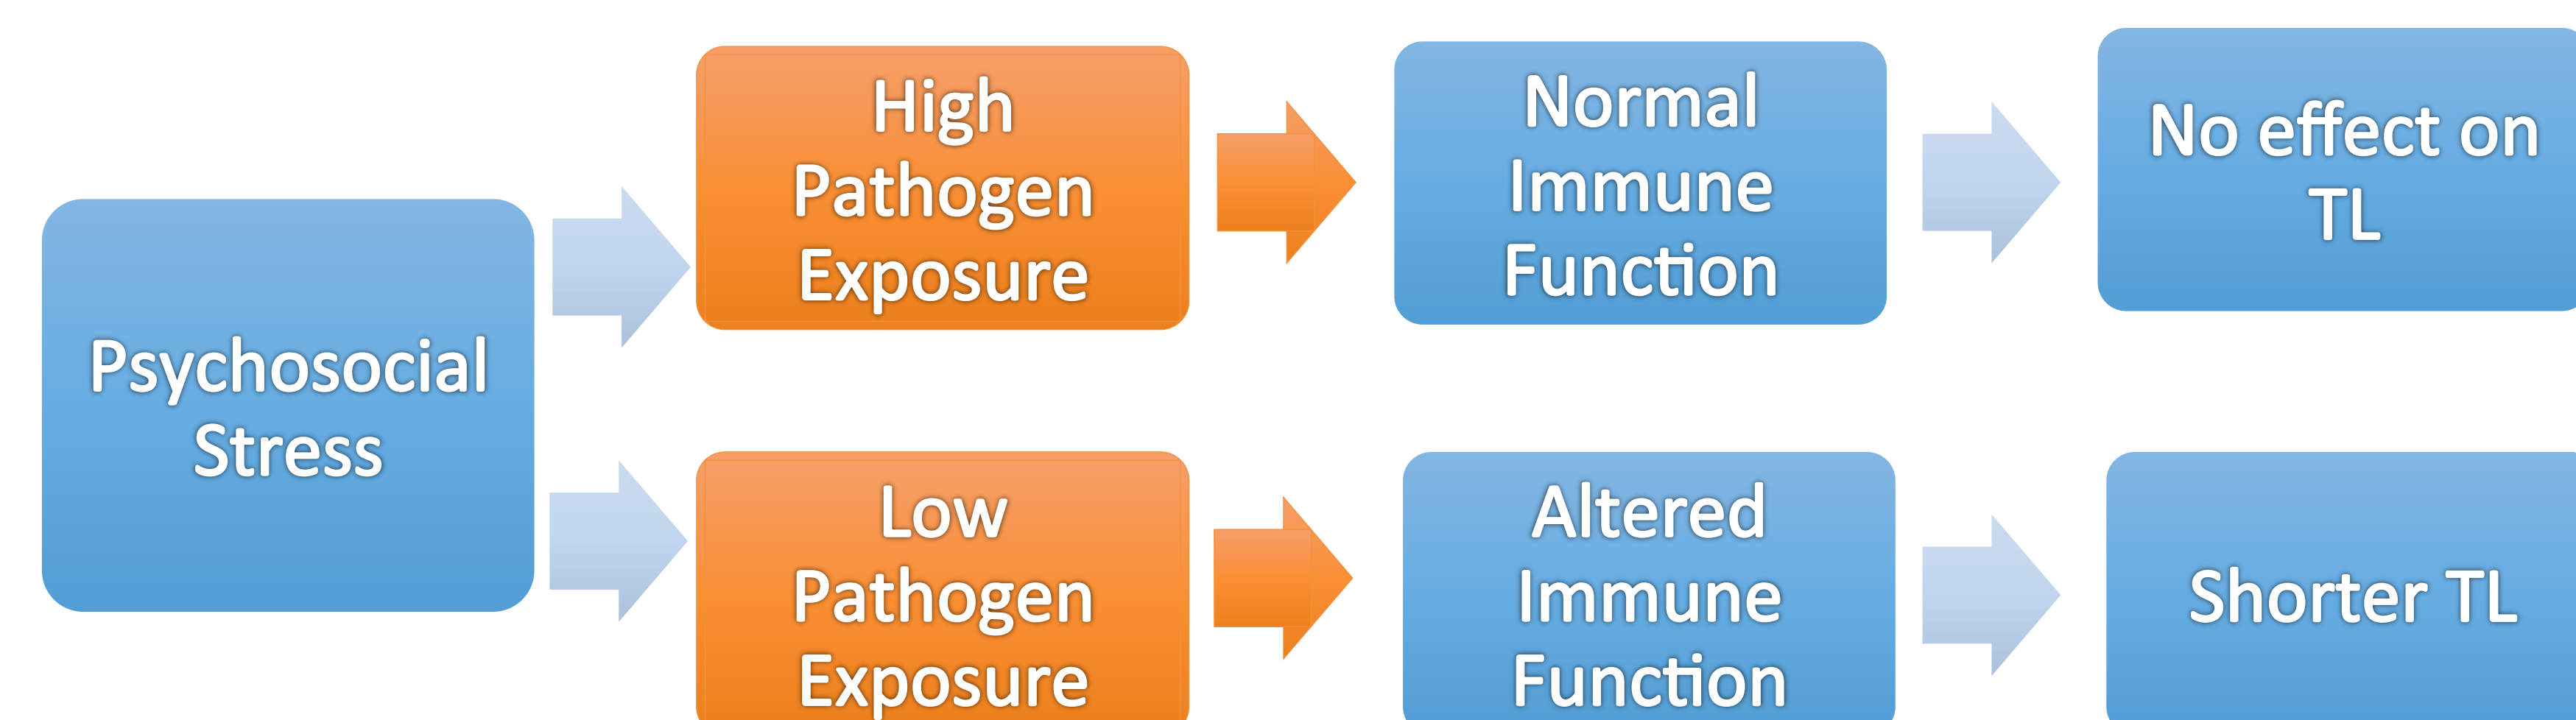 Psychosocial
Stress
High
Pathogen
Exposure
Normal
Immune
Function
No effect on
TL
Low
Pathogen
Exposure
Altered
Immune
Function
Shorter TL